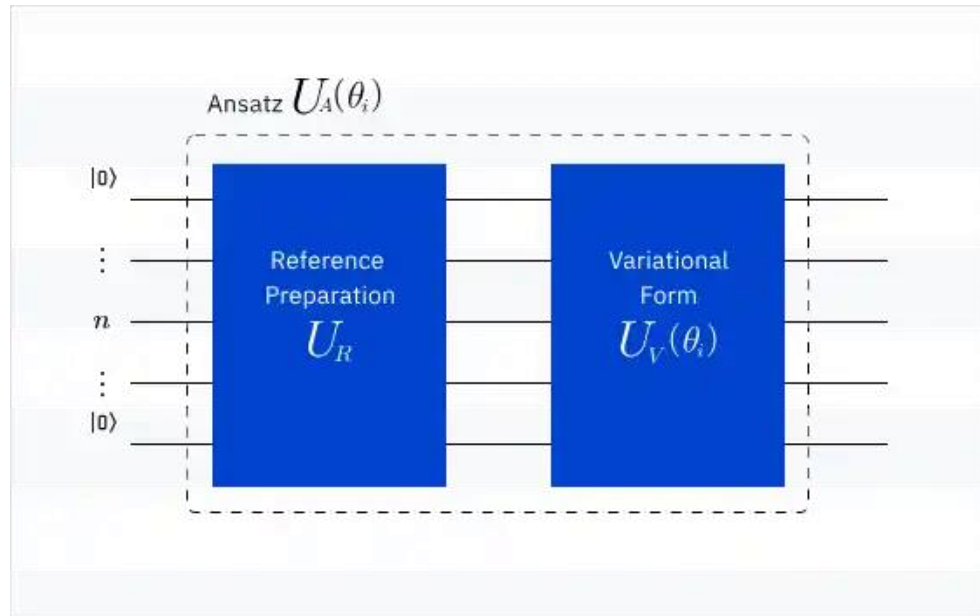 Ansatz U_A(θ_i)
|0⟩
⋮
n
⋮
|0⟩
Reference
Preparation
U_R
Variational
Form
U_V(θ_i)